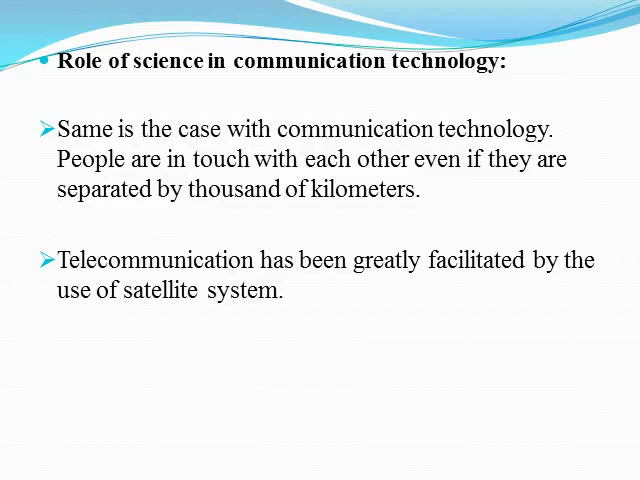 Role of science in communication technology:
Same is the case with communication technology.
People are in touch with each other even if they are
separated by thousand of kilometers.
Telecommunication has been greatly facilitated by the
use of satellite system.